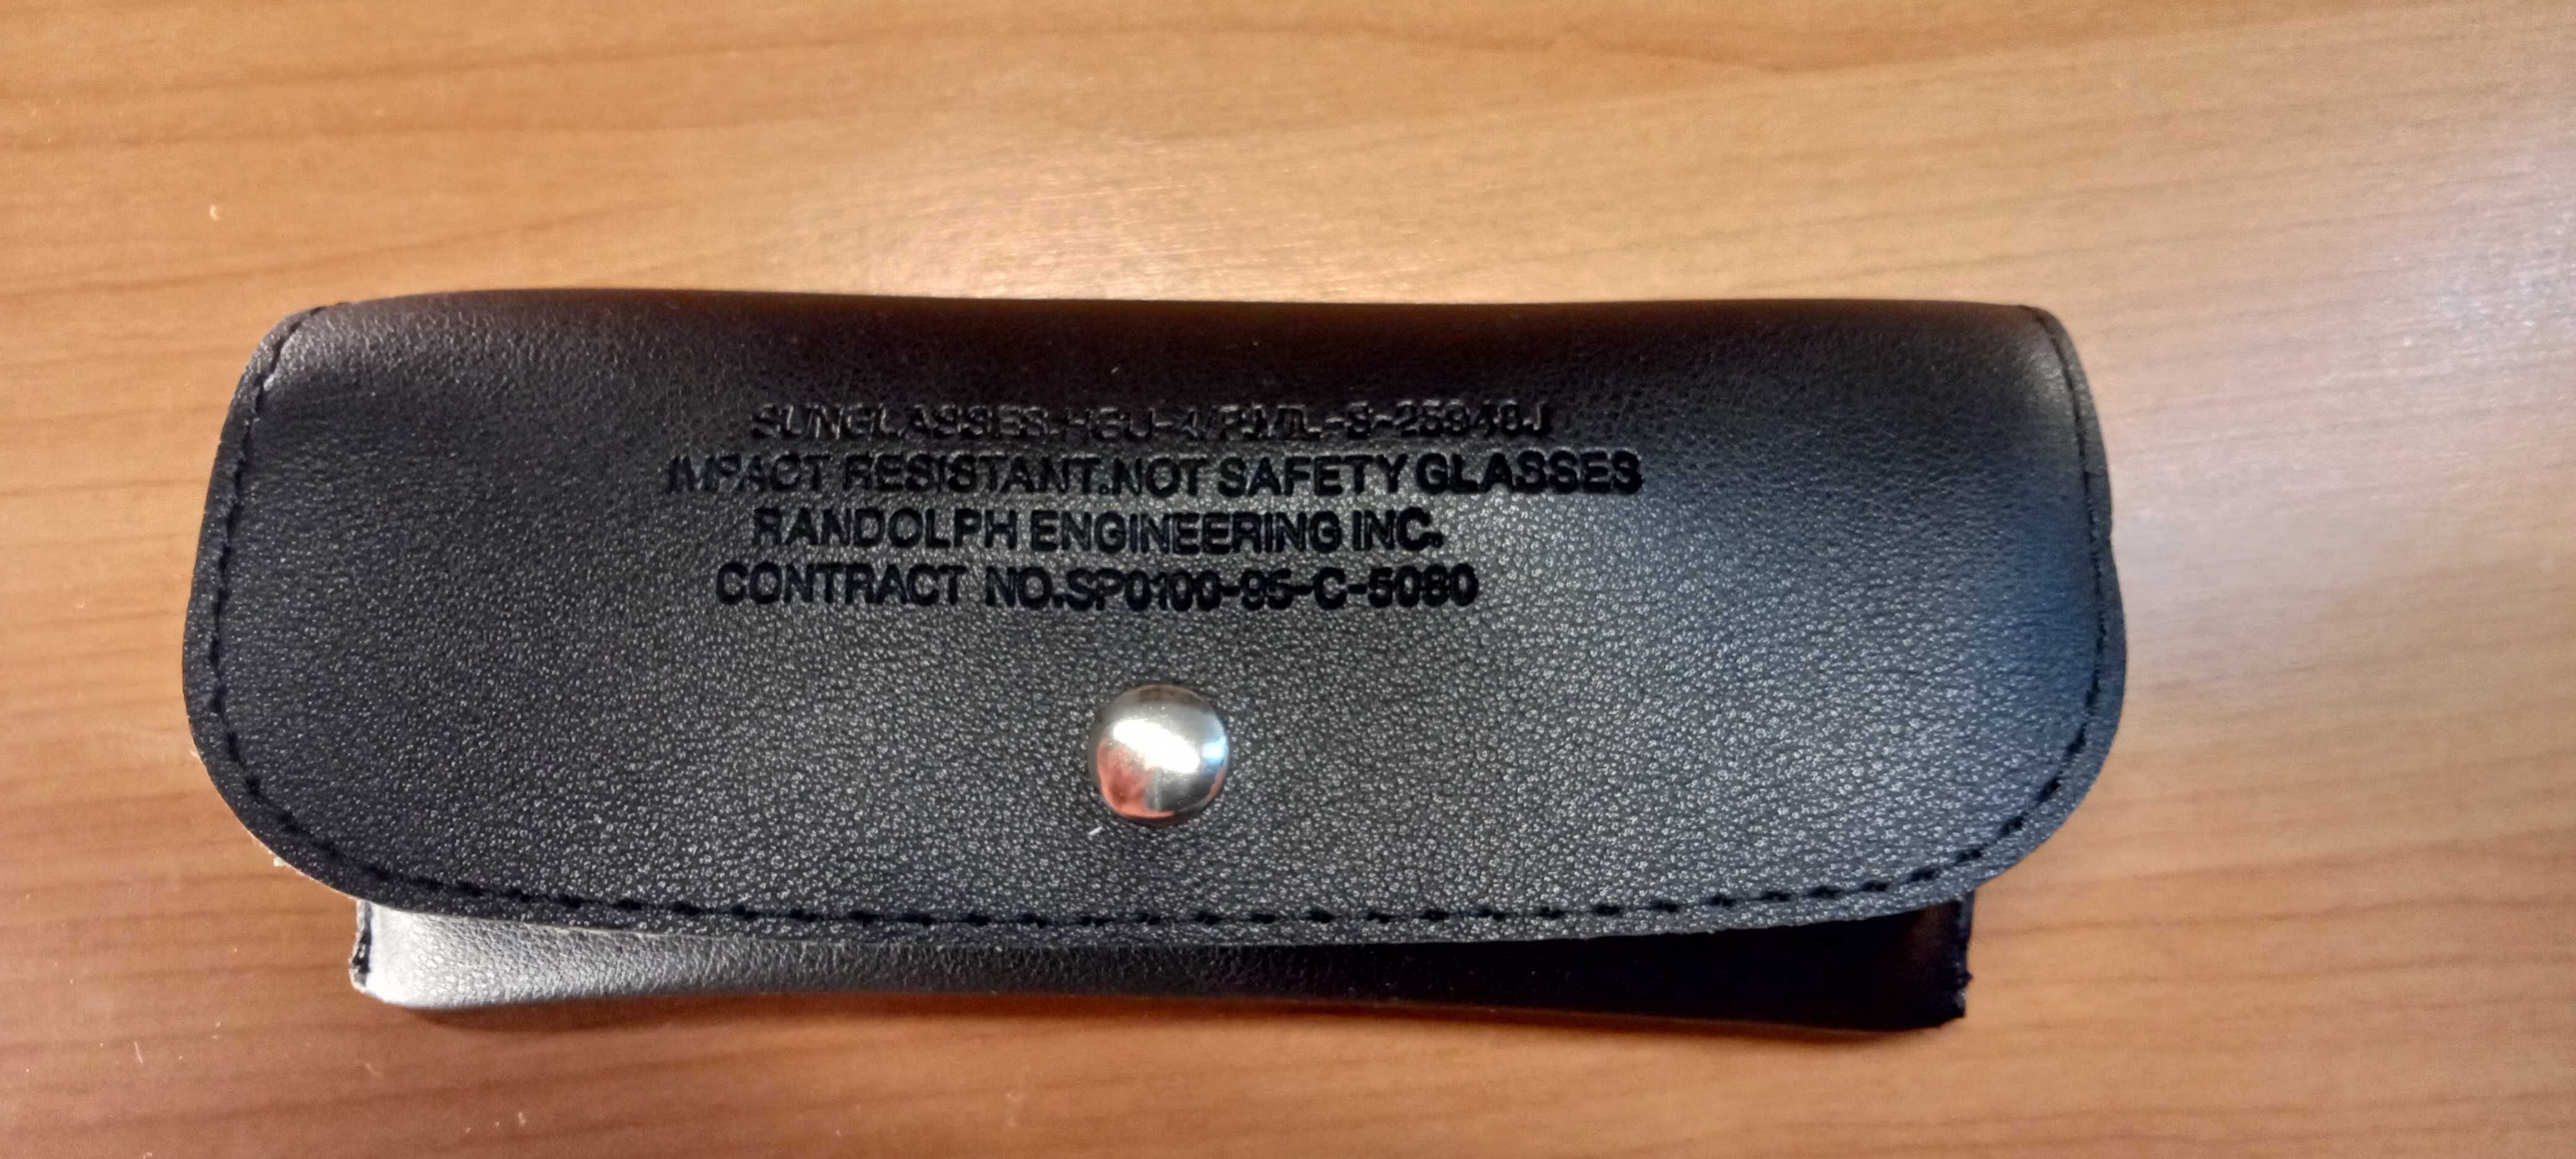 SUNGLASSES:HGU-4/P.MIL-S-25948J
IMPACT RESISTANT.NOT SAFETY GLASSES
RANDOLPH ENGINEERING INC.
CONTRACT NO.SP0100-95-C-5080